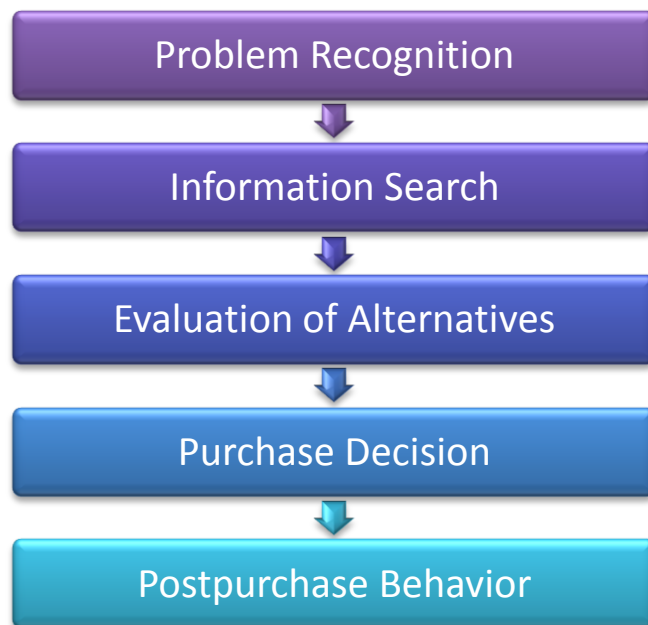 Problem Recognition
Information Search
Evaluation of Alternatives
Purchase Decision
Postpurchase Behavior